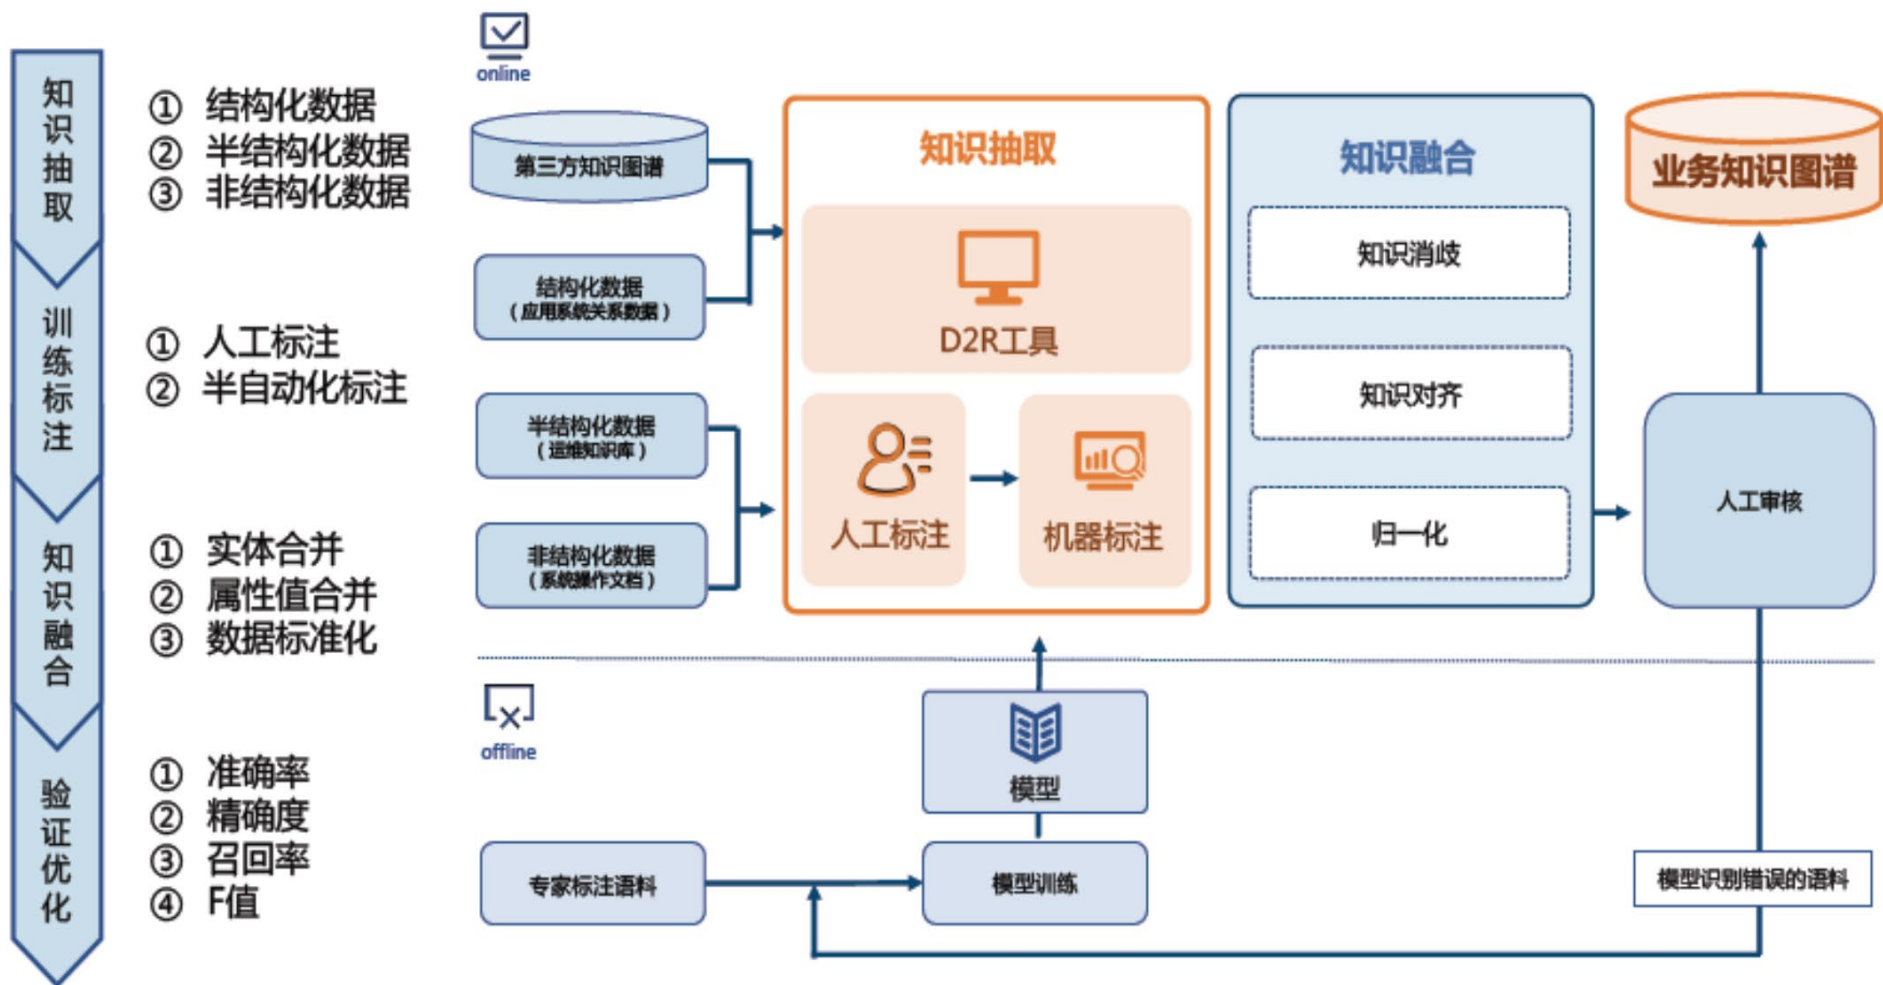 知识抽取
① 结构化数据
② 半结构化数据
③ 非结构化数据
训练标注
① 人工标注
② 半自动化标注
知识融合
① 实体合并
② 属性值合并
③ 数据标准化
验证优化
① 准确率
② 精确度
③ 召回率
④ F值
online
第三方知识图谱
结构化数据
（应用系统关系数据）
半结构化数据
（运维知识库）
非结构化数据
（系统操作文档）
知识抽取
D2R工具
人工标注
机器标注
知识融合
知识消歧
知识对齐
归一化
业务知识图谱
人工审核
offline
模型
专家标注语料
模型训练
模型识别错误的语料